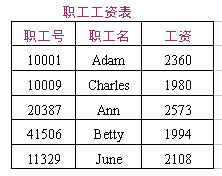 职工工资表
职工号 职工名 工资
10001 Adam 2360
10009 Charles 1980
20387 Ann 2573
41506 Betty 1994
11329 June 2108